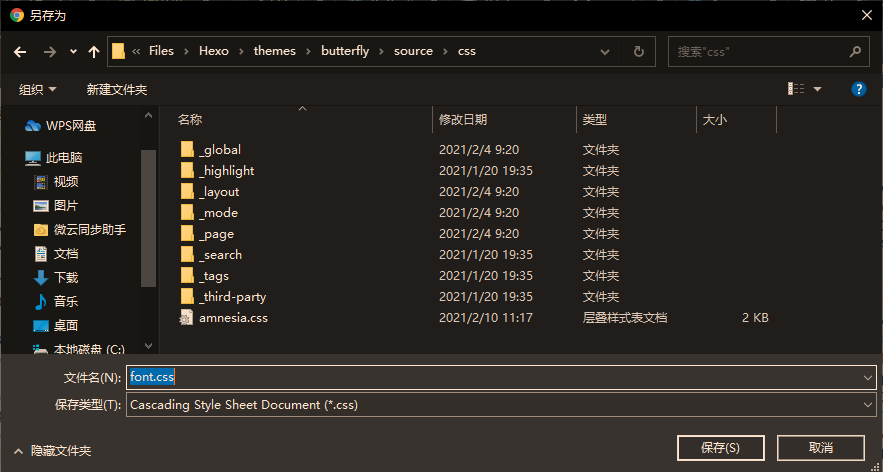 另存为
« Files › Hexo › themes › butterfly › source › css
搜索"css"
组织 新建文件夹
名称 修改日期 类型 大小
WPS网盘
此电脑
视频
图片
微云同步助手
文档
下载
音乐
桌面
本地磁盘 (C:)
_global 2021/2/4 9:20 文件夹
_highlight 2021/1/20 19:35 文件夹
_layout 2021/2/4 9:20 文件夹
_mode 2021/2/4 9:20 文件夹
_page 2021/2/4 9:20 文件夹
_search 2021/1/20 19:35 文件夹
_tags 2021/1/20 19:35 文件夹
_third-party 2021/1/20 19:35 文件夹
amnesia.css 2021/2/10 11:17 层叠样式表文档 2 KB
文件名(N): font.css
保存类型(T): Cascading Style Sheet Document (*.css)
隐藏文件夹 保存(S) 取消